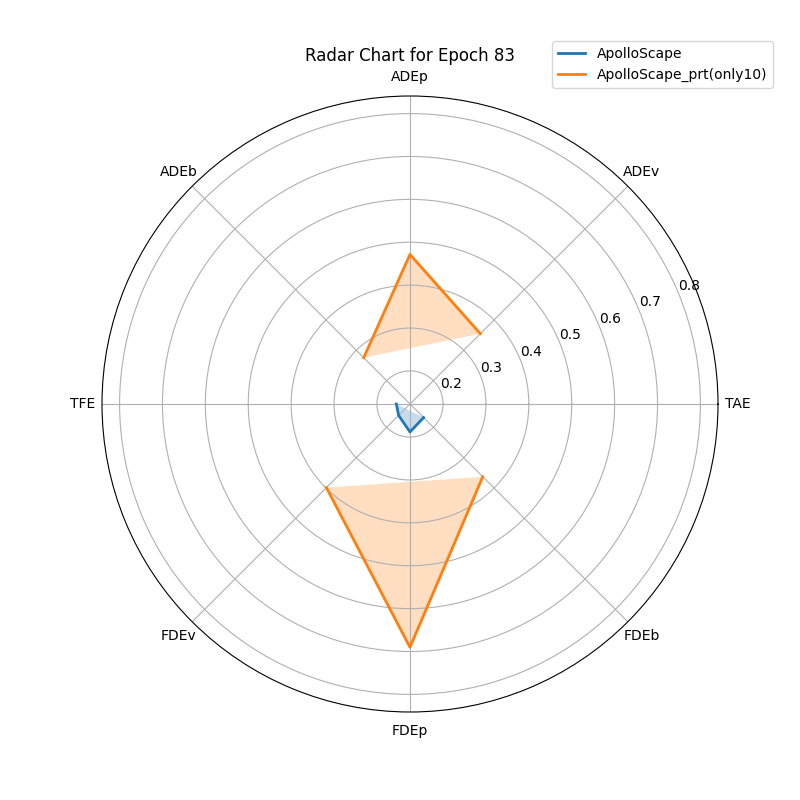 Radar Chart for Epoch 83
ApolloScape
ApolloScape_prt(only10)
ADEp
ADEb
ADEv
0.8
0.7
0.6
0.5
0.4
0.3
0.2
TFE
TAE
FDEv
FDEb
FDEp